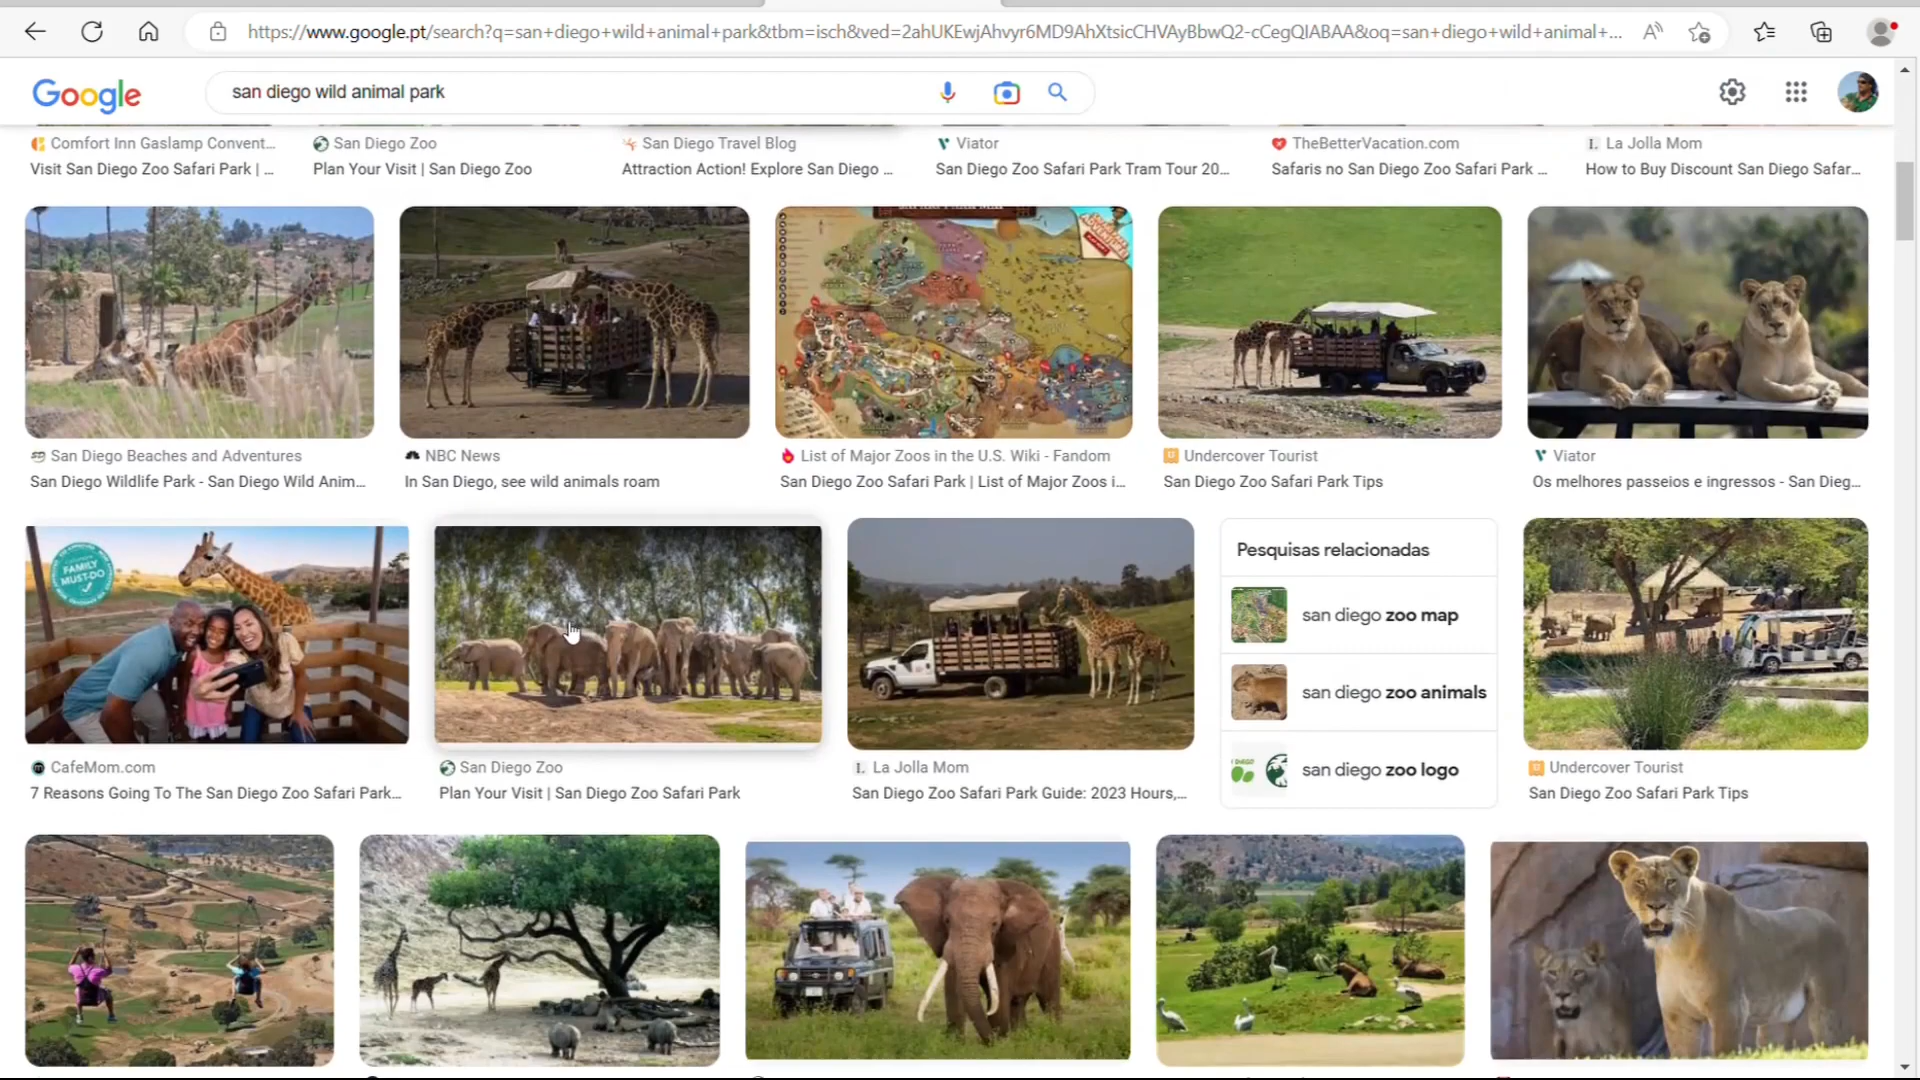 https://www.google.pt/search?q=san+diego+wild+animal+park&tbm=isch&ved=2ahUKEwjAhvyr6MD9AhXtsicCHVAyBbwQ2-cCegQIABAA&oq=san+diego+wild+animal+...
Google
san diego wild animal park
Comfort Inn Gaslamp Convent...
San Diego Zoo
San Diego Travel Blog
Viator
TheBetterVacation.com
La Jolla Mom
Visit San Diego Zoo Safari Park | ...
Plan Your Visit | San Diego Zoo
Attraction Action! Explore San Diego ...
San Diego Zoo Safari Park Tram Tour 20...
Safaris no San Diego Zoo Safari Park ...
How to Buy Discount San Diego Safar...
San Diego Beaches and Adventures
NBC News
List of Major Zoos in the U.S. Wiki - Fandom
Undercover Tourist
Viator
San Diego Wildlife Park - San Diego Wild Anim...
In San Diego, see wild animals roam
San Diego Zoo Safari Park | List of Major Zoos i...
San Diego Zoo Safari Park Tips
Os melhores passeios e ingressos - San Dieg...
FAMILY
MUST-DO
Pesquisas relacionadas
san diego zoo map
san diego zoo animals
san diego zoo logo
CafeMom.com
San Diego Zoo
La Jolla Mom
Undercover Tourist
7 Reasons Going To The San Diego Zoo Safari Park...
Plan Your Visit | San Diego Zoo Safari Park
San Diego Zoo Safari Park Guide: 2023 Hours,...
San Diego Zoo Safari Park Tips